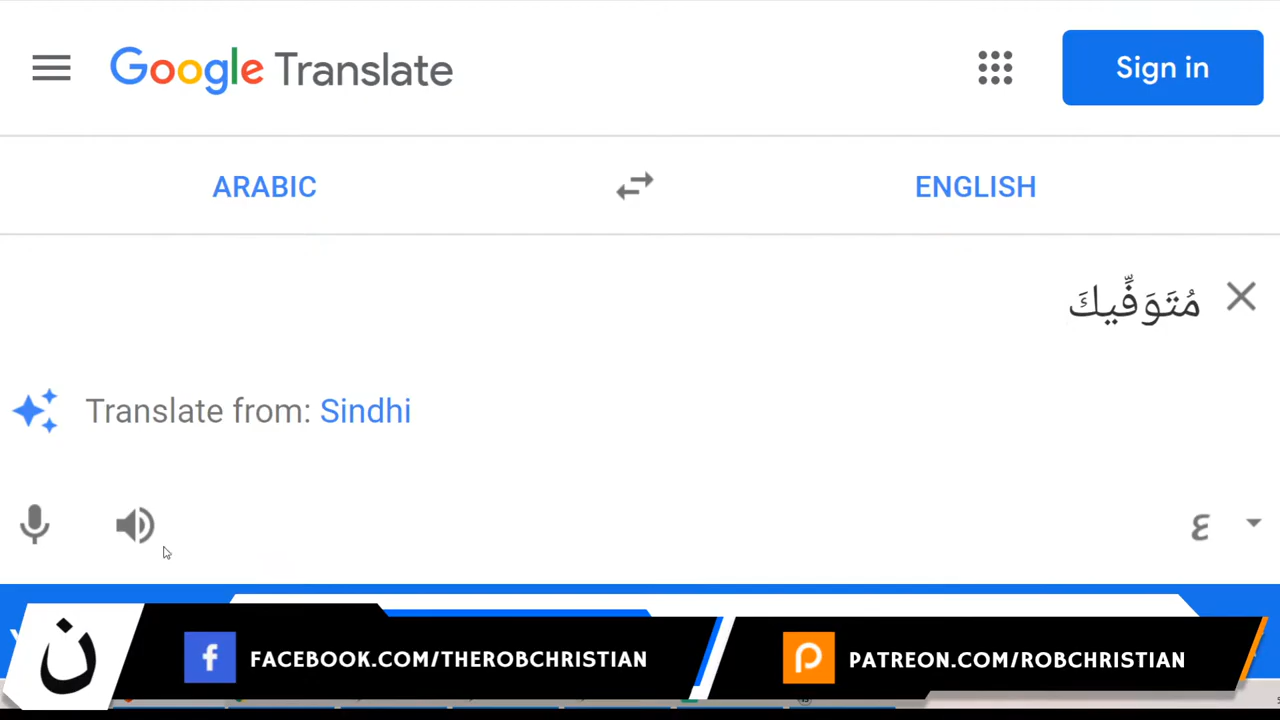 Google Translate
Sign in
ARABIC
ENGLISH
مُتَوَفِّيكَ
Translate from: Sindhi
ع
ن
FACEBOOK.COM/THEROBCHRISTIAN
PATREON.COM/ROBCHRISTIAN